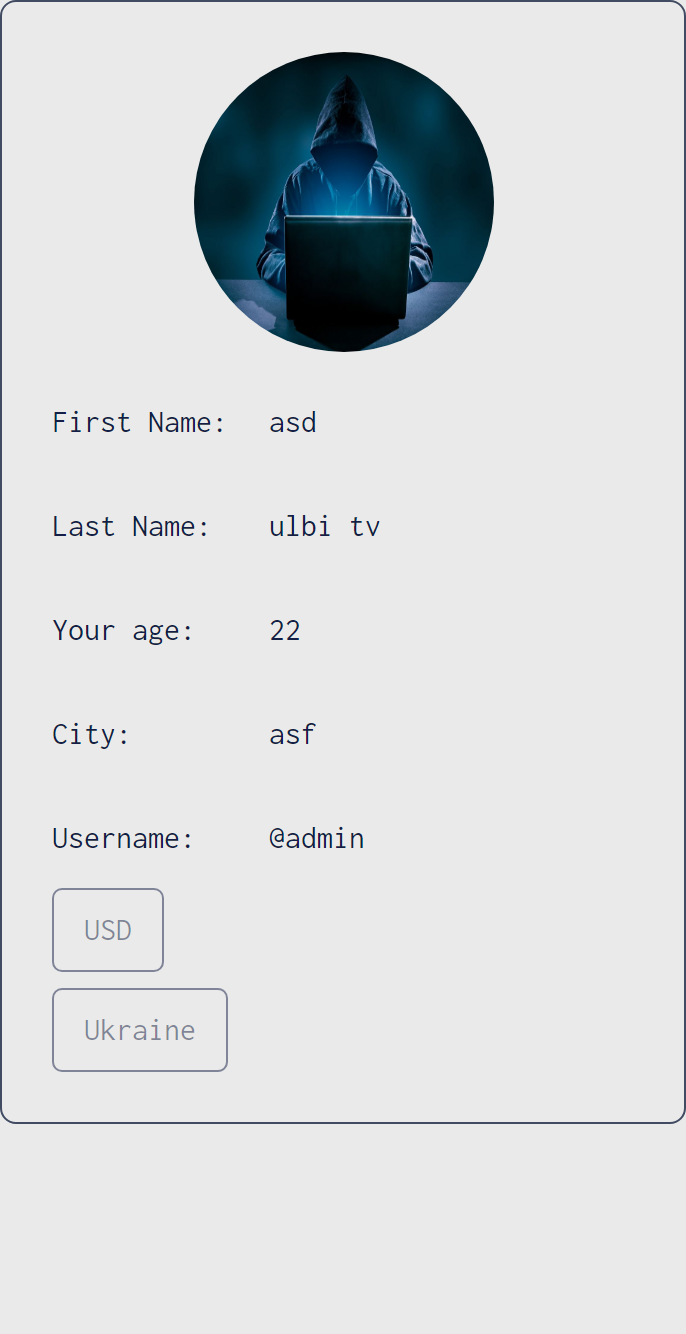 First Name: asd
Last Name: ulbi tv
Your age: 22
City: asf
Username: @admin
USD
Ukraine